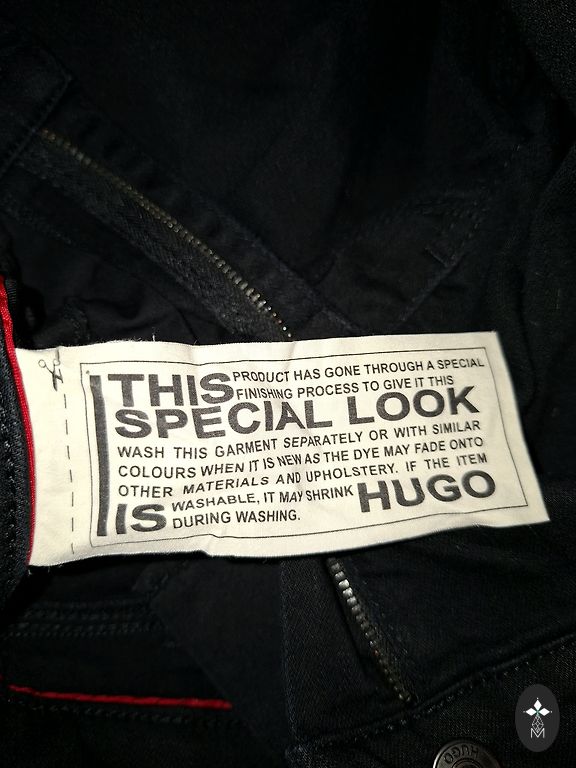 THIS PRODUCT HAS GONE THROUGH A SPECIAL
FINISHING PROCESS TO GIVE IT THIS
SPECIAL LOOK
WASH THIS GARMENT SEPARATELY OR WITH SIMILAR
COLOURS WHEN IT IS NEW AS THE DYE MAY FADE ONTO
OTHER MATERIALS AND UPHOLSTERY. IF THE ITEM
IS WASHABLE, IT MAY SHRINK HUGO
DURING WASHING.
HUGO
M